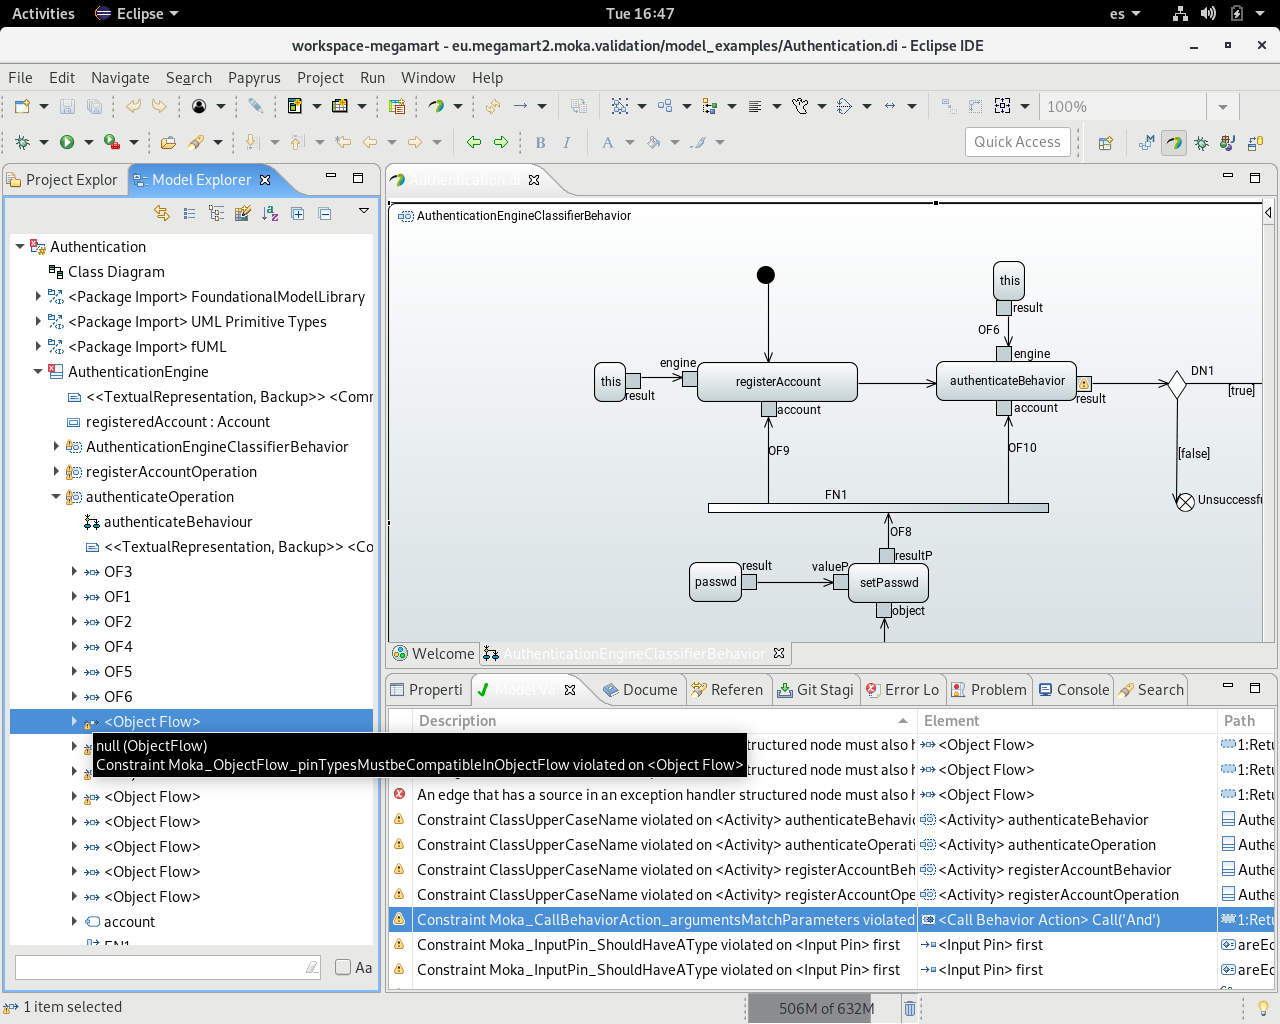 Activities Eclipse Tue 16:47 es
workspace-megamart - eu.megamart2.moka.validation/model_examples/Authentication.di - Eclipse IDE
File Edit Navigate Search Papyrus Project Run Window Help
100%
B I A Quick Access
Project Explor Model Explorer
Authentication
Class Diagram
<Package Import> FoundationalModelLibrary
<Package Import> UML Primitive Types
<Package Import> fUML
AuthenticationEngine
<<TextualRepresentation, Backup>> <Comr
registeredAccount : Account
AuthenticationEngineClassifierBehavior
registerAccountOperation
authenticateOperation
authenticateBehaviour
<<TextualRepresentation, Backup>> <Co
OF3
OF1
OF2
OF4
OF5
OF6
<Object Flow>
null (ObjectFlow)
Constraint Moka_ObjectFlow_pinTypesMustbeCompatibleInObjectFlow violated on <Object Flow>
<Object Flow>
<Object Flow>
<Object Flow>
<Object Flow>
<Object Flow>
account
EN1
Aa
1 item selected
Authentication.di
AuthenticationEngineClassifierBehavior
this
result
OF6
engine
engine
this
result
registerAccount
authenticateBehavior
result
DN1
[true]
account
account
OF9
OF10
[false]
FN1
Unsuccessfu
OF8
resultP
result
valueP
passwd
setPasswd
object
Welcome AuthenticationEngineClassifierBehavior
Properti Model Va Docume Referen Git Stagi Error Lo Problem Console Search
Description Element Path
tructured node must also h <Object Flow> 1:Retu
tructured node must also h <Object Flow> 1:Retu
An edge that has a source in an exception handler structured node must also h <Object Flow> 1:Retu
Constraint ClassUpperCaseName violated on <Activity> authenticateBehavio <Activity> authenticateBehavior Authe
Constraint ClassUpperCaseName violated on <Activity> authenticateOperati <Activity> authenticateOperation Authe
Constraint ClassUpperCaseName violated on <Activity> registerAccountBeh <Activity> registerAccountBehavior Authe
Constraint ClassUpperCaseName violated on <Activity> registerAccountOpe <Activity> registerAccountOperation Authe
Constraint Moka_CallBehaviorAction_argumentsMatchParameters violated <Call Behavior Action> Call('And') 1:Retu
Constraint Moka_InputPin_ShouldHaveAType violated on <Input Pin> first <Input Pin> first areEq
Constraint Moka_InputPin_ShouldHaveAType violated on <Input Pin> first <Input Pin> first areEq
506M of 632M